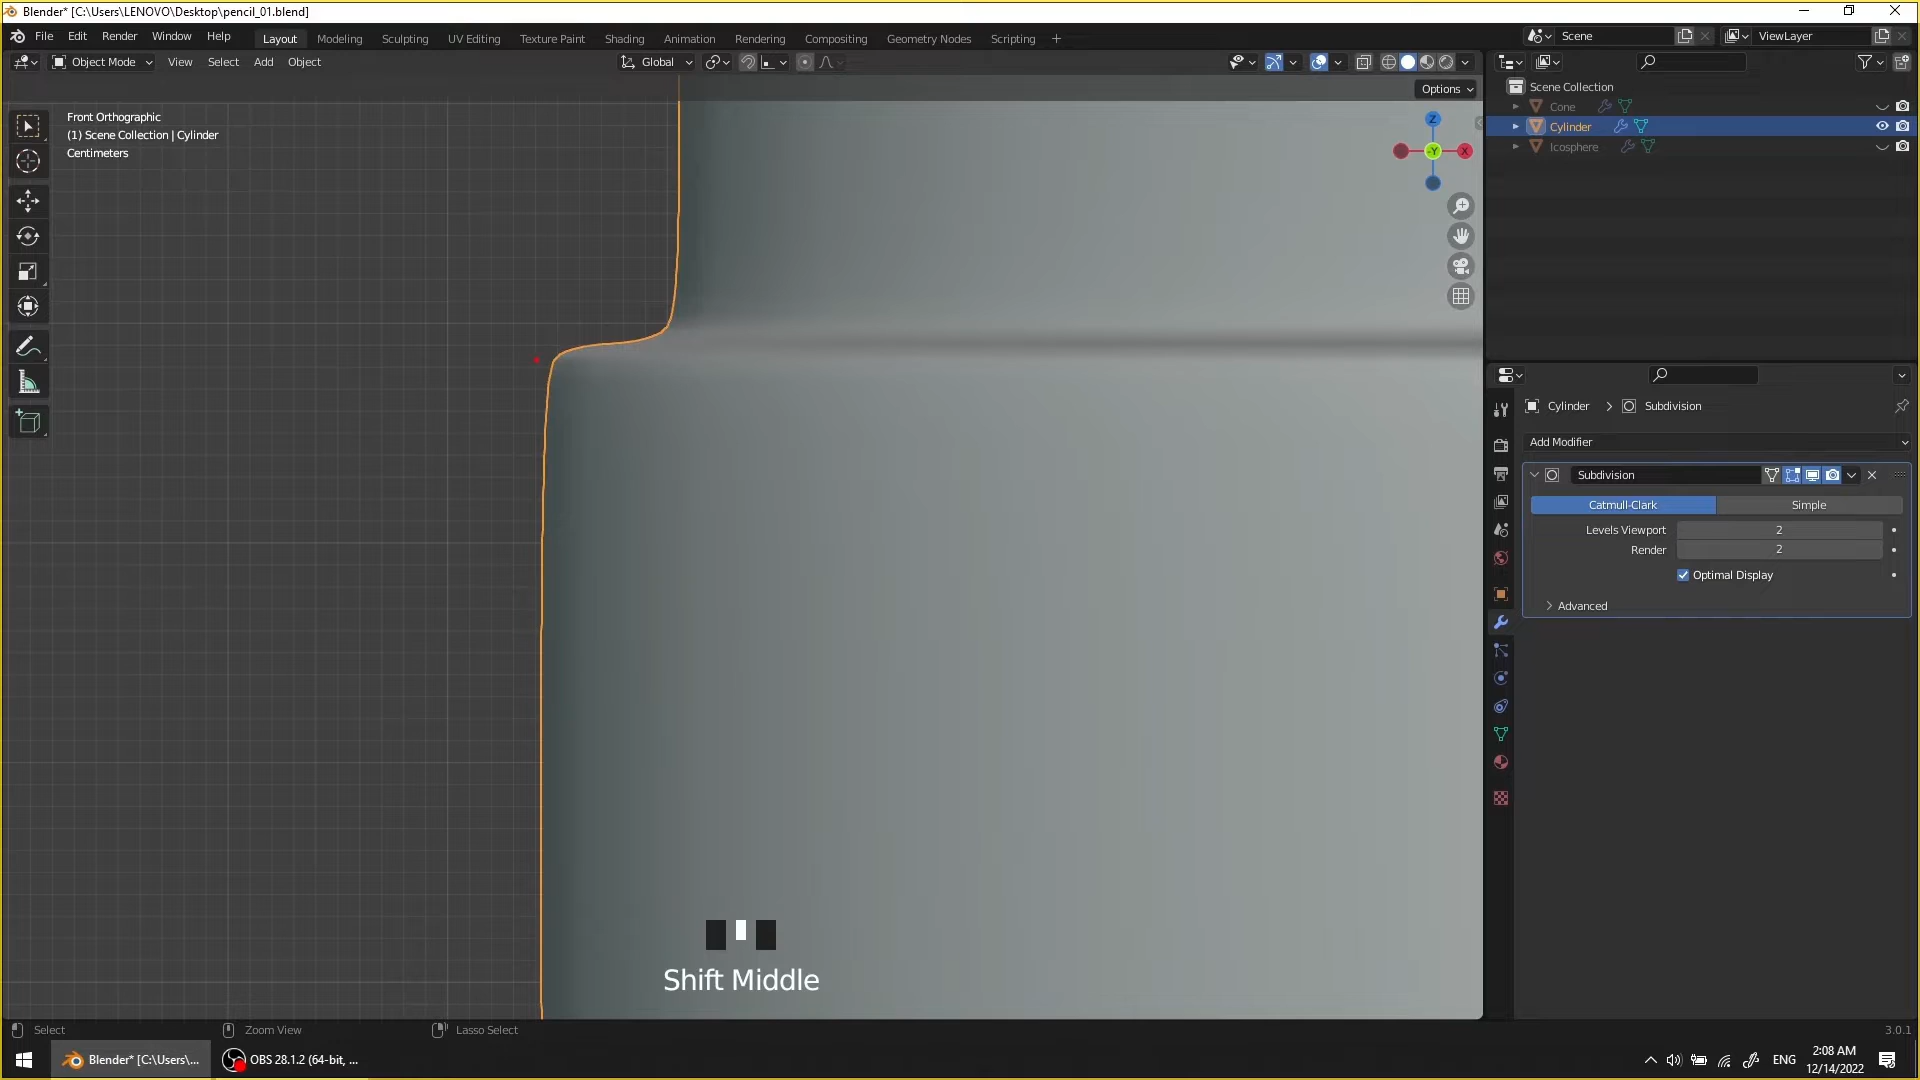 Blender* [C:\Users\LENOVO\Desktop\pencil_01.blend]
File Edit Render Window Help
Layout Modeling Sculpting UV Editing Texture Paint Shading Animation Rendering Compositing Geometry Nodes Scripting +
Scene
ViewLayer
Object Mode View Select Add Object
Global
Options
Front Orthographic
(1) Scene Collection | Cylinder
Centimeters
Z
Y
X
Scene Collection
Cone
Cylinder
Icosphere
Cylinder > Subdivision
Add Modifier
Subdivision
Catmull-Clark Simple
Levels Viewport 2
Render 2
Optimal Display
Advanced
Shift Middle
Select Zoom View Lasso Select
3.0.1
Blender* [C:\Users\...
OBS 28.1.2 (64-bit, ...
ENG
2:08 AM
12/14/2022